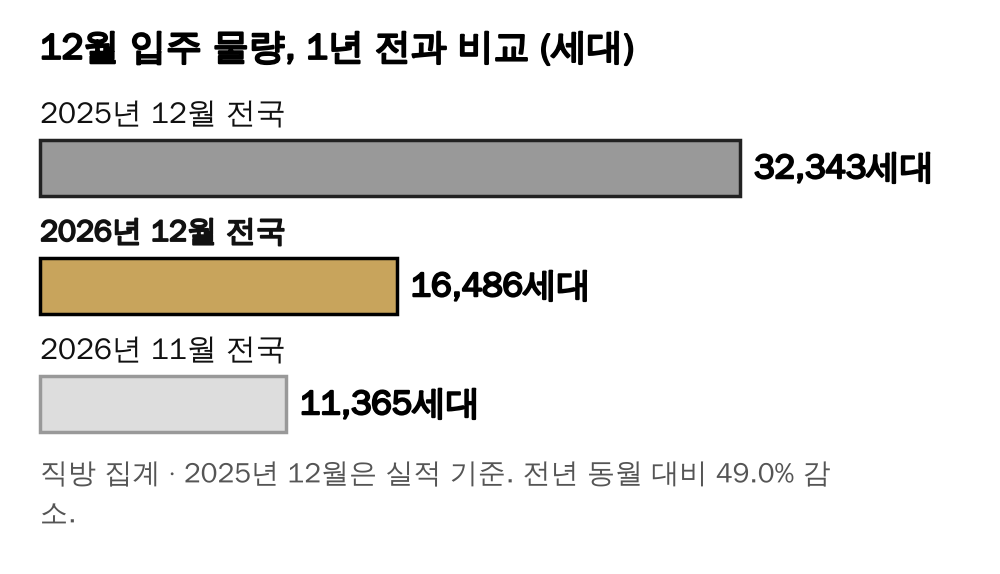 12월 입주 물량, 1년 전과 비교 (세대)
2025년 12월 전국
32,343세대
2026년 12월 전국
16,486세대
2026년 11월 전국
11,365세대
직방 집계 · 2025년 12월은 실적 기준. 전년 동월 대비 49.0% 감
소.